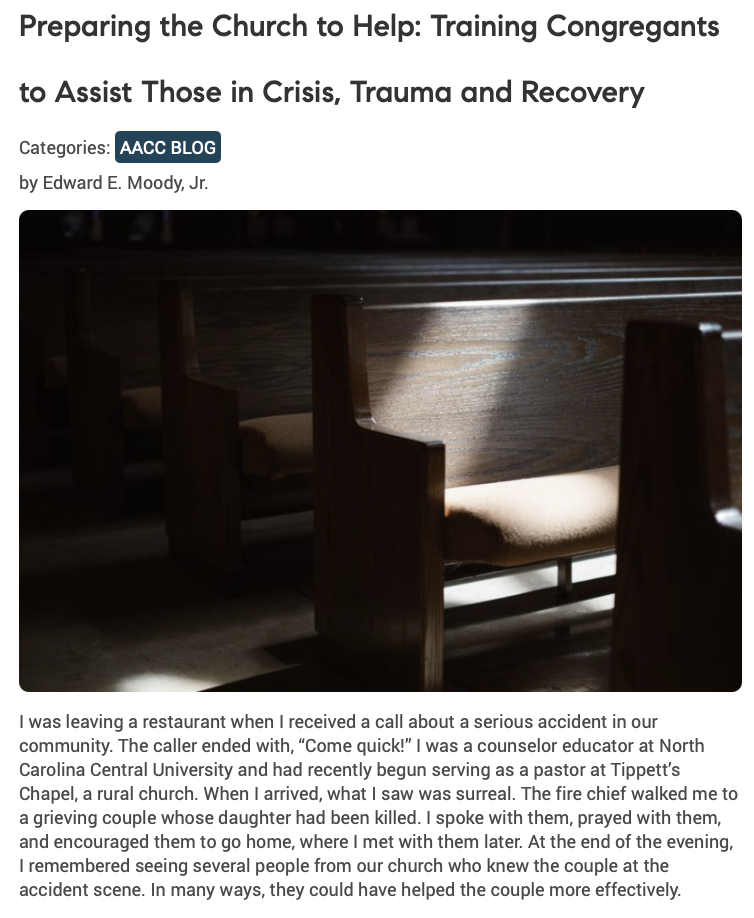 Preparing the Church to Help: Training Congregants
to Assist Those in Crisis, Trauma and Recovery
Categories: AACC BLOG
by Edward E. Moody, Jr.
I was leaving a restaurant when I received a call about a serious accident in our
community. The caller ended with, “Come quick!” I was a counselor educator at North
Carolina Central University and had recently begun serving as a pastor at Tippett’s
Chapel, a rural church. When I arrived, what I saw was surreal. The fire chief walked me to
a grieving couple whose daughter had been killed. I spoke with them, prayed with them,
and encouraged them to go home, where I met with them later. At the end of the evening,
I remembered seeing several people from our church who knew the couple at the
accident scene. In many ways, they could have helped the couple more effectively.